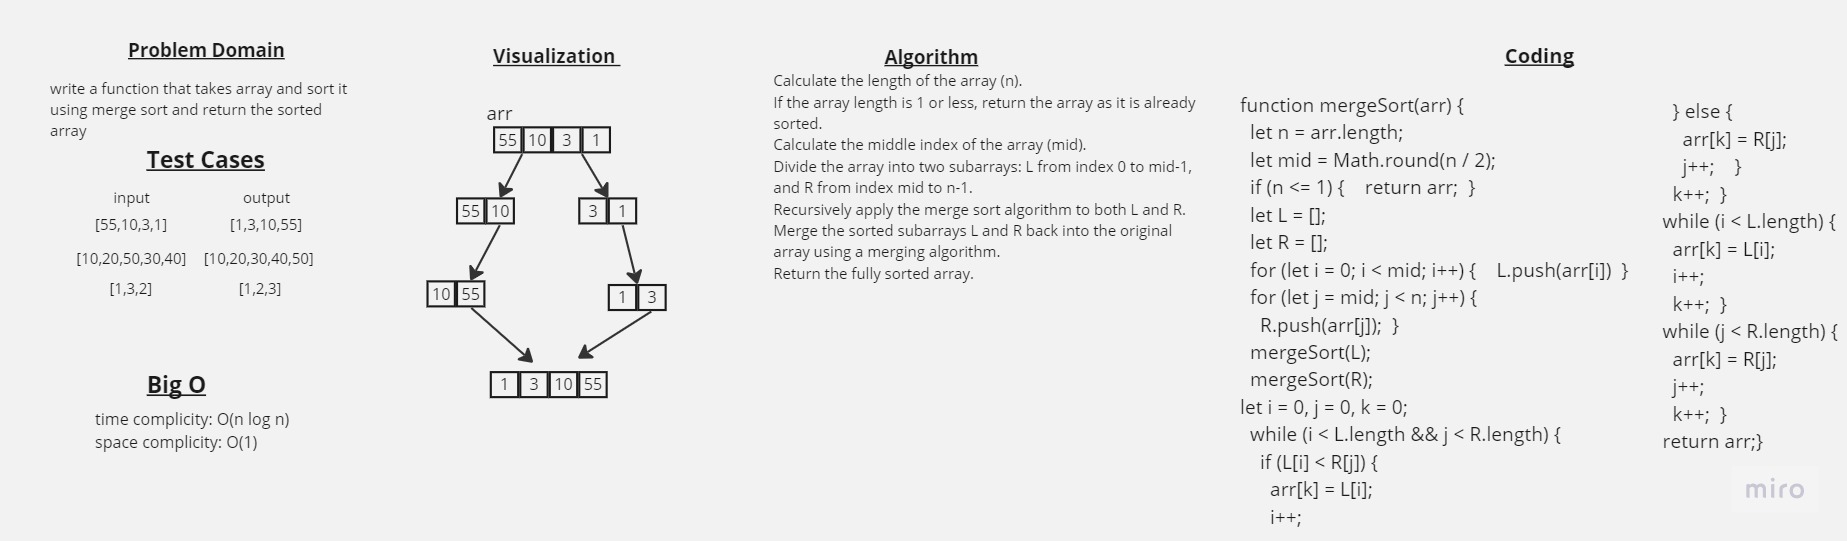 Problem Domain
write a function that takes array and sort it
using merge sort and return the sorted
array
Test Cases
input output
[55,10,3,1] [1,3,10,55]
[10,20,50,30,40] [10,20,30,40,50]
[1,3,2] [1,2,3]
Big O
time complicity: O(n log n)
space complicity: O(1)
Visualization
arr
55 10 3 1
55 10 3 1
10 55 1 3
1 3 10 55
Algorithm
Calculate the length of the array (n).
If the array length is 1 or less, return the array as it is already
sorted.
Calculate the middle index of the array (mid).
Divide the array into two subarrays: L from index 0 to mid-1,
and R from index mid to n-1.
Recursively apply the merge sort algorithm to both L and R.
Merge the sorted subarrays L and R back into the original
array using a merging algorithm.
Return the fully sorted array.
Coding
function mergeSort(arr) {
let n = arr.length;
let mid = Math.round(n / 2);
if (n <= 1) { return arr; }
let L = [];
let R = [];
for (let i = 0; i < mid; i++) { L.push(arr[i]) }
for (let j = mid; j < n; j++) {
R.push(arr[j]); }
mergeSort(L);
mergeSort(R);
let i = 0, j = 0, k = 0;
while (i < L.length && j < R.length) {
if (L[i] < R[j]) {
arr[k] = L[i];
i++;
} else {
arr[k] = R[j];
j++; }
k++; }
while (i < L.length) {
arr[k] = L[i];
i++;
k++; }
while (j < R.length) {
arr[k] = R[j];
j++;
k++; }
return arr;}
miro